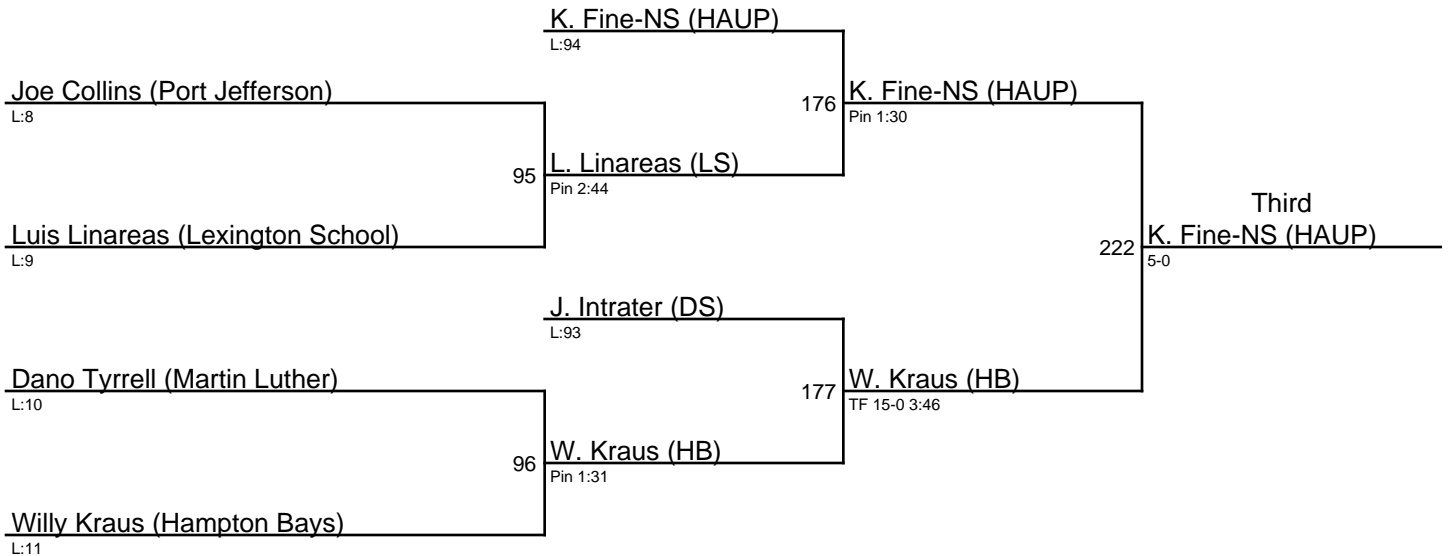 K. Fine-NS (HAUP)
L:94
Joe Collins (Port Jefferson)
L:8
176
K. Fine-NS (HAUP)
Pin 1:30
95
L. Linareas (LS)
Pin 2:44
Third
Luis Linareas (Lexington School)
L:9
222
K. Fine-NS (HAUP)
5-0
J. Intrater (DS)
L:93
Dano Tyrrell (Martin Luther)
L:10
177
W. Kraus (HB)
TF 15-0 3:46
96
W. Kraus (HB)
Pin 1:31
Willy Kraus (Hampton Bays)
L:11